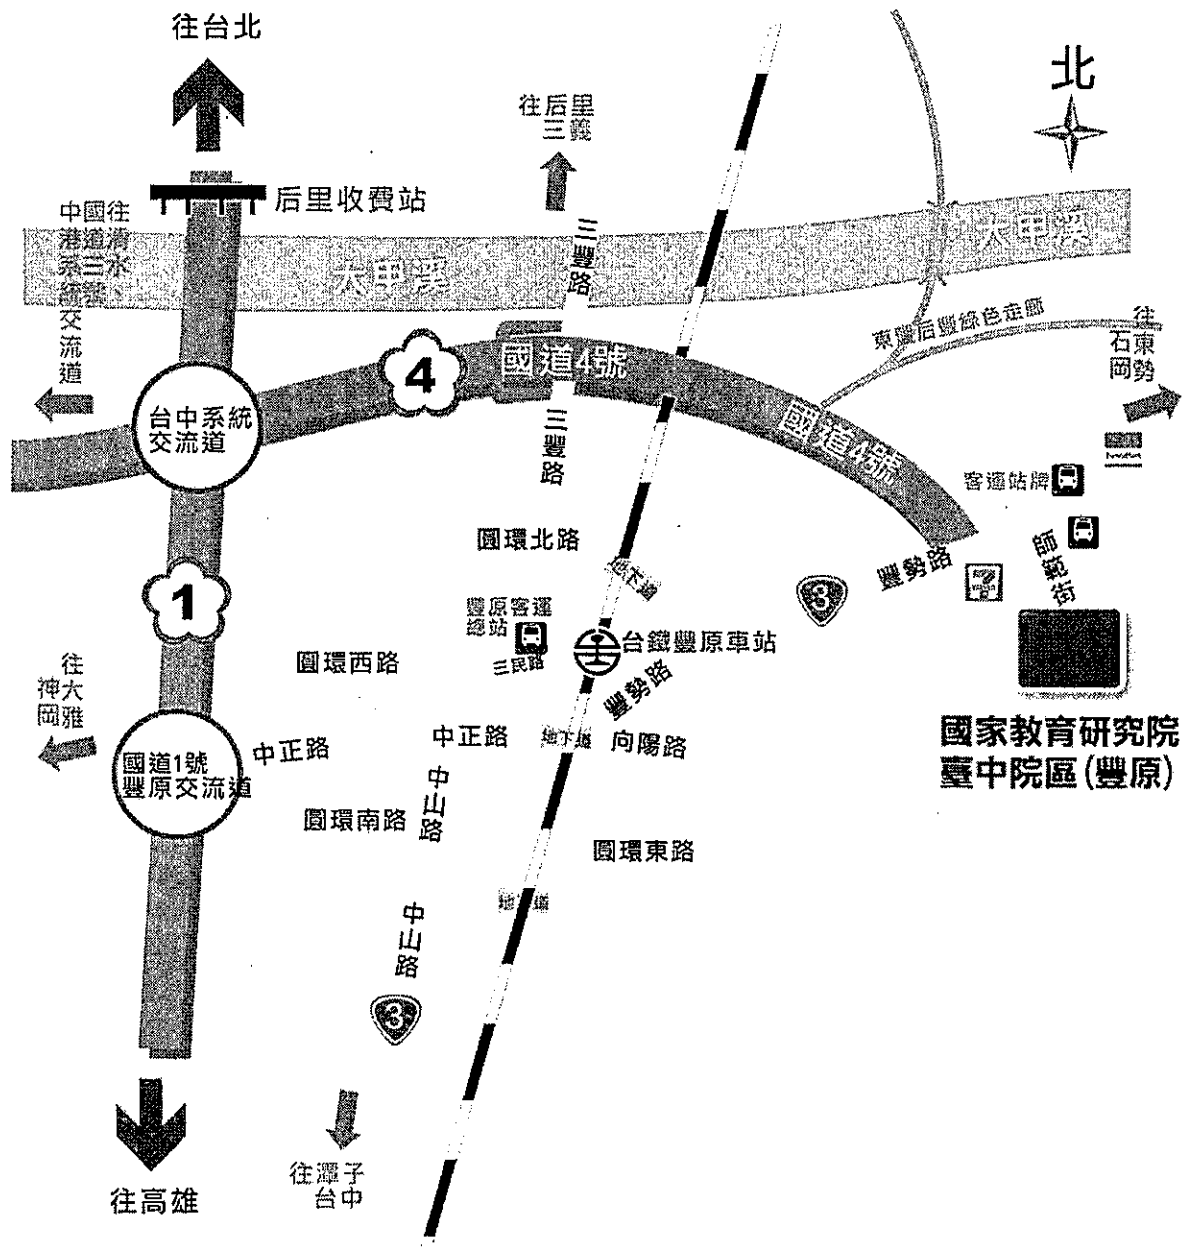 往台北
北
往后里
三義
后里收費站
往清水、
國道三號
中港系統交流道
三豐路
大甲溪
大甲溪
東豐后豐綠色走廊
往東勢
石岡
4
國道4號
國道4號
台中系統
交流道
三豐路
客運站牌
圓環北路
地下道
豐勢路
師範街
7
1
3
豐原客運
總站
三民路
台鐵豐原車站
圓環西路
豐勢路
往大雅
神岡
國道1號
豐原交流道
中正路
中正路
地下道
向陽路
國家教育研究院
臺中院區(豐原)
中山路
圓環南路
圓環東路
地 道
中山路
3
往潭子
台中
往高雄